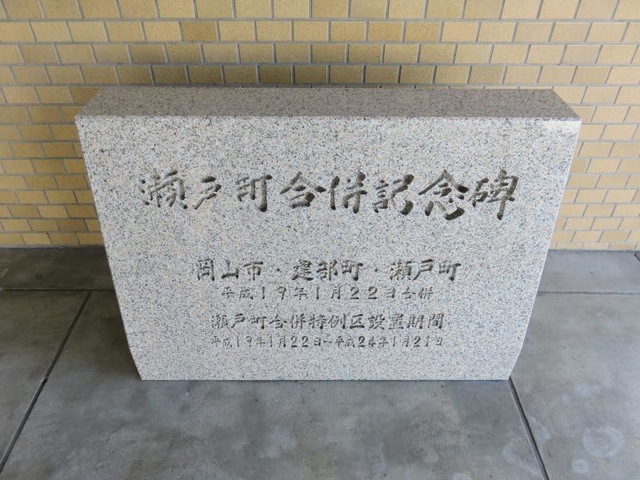 瀬戸町合併記念碑
岡山市・建部町・瀬戸町
平成19年1月22日合併
瀬戸町合併特例区設置期間
平成19年1月22日~平成24年1月21日